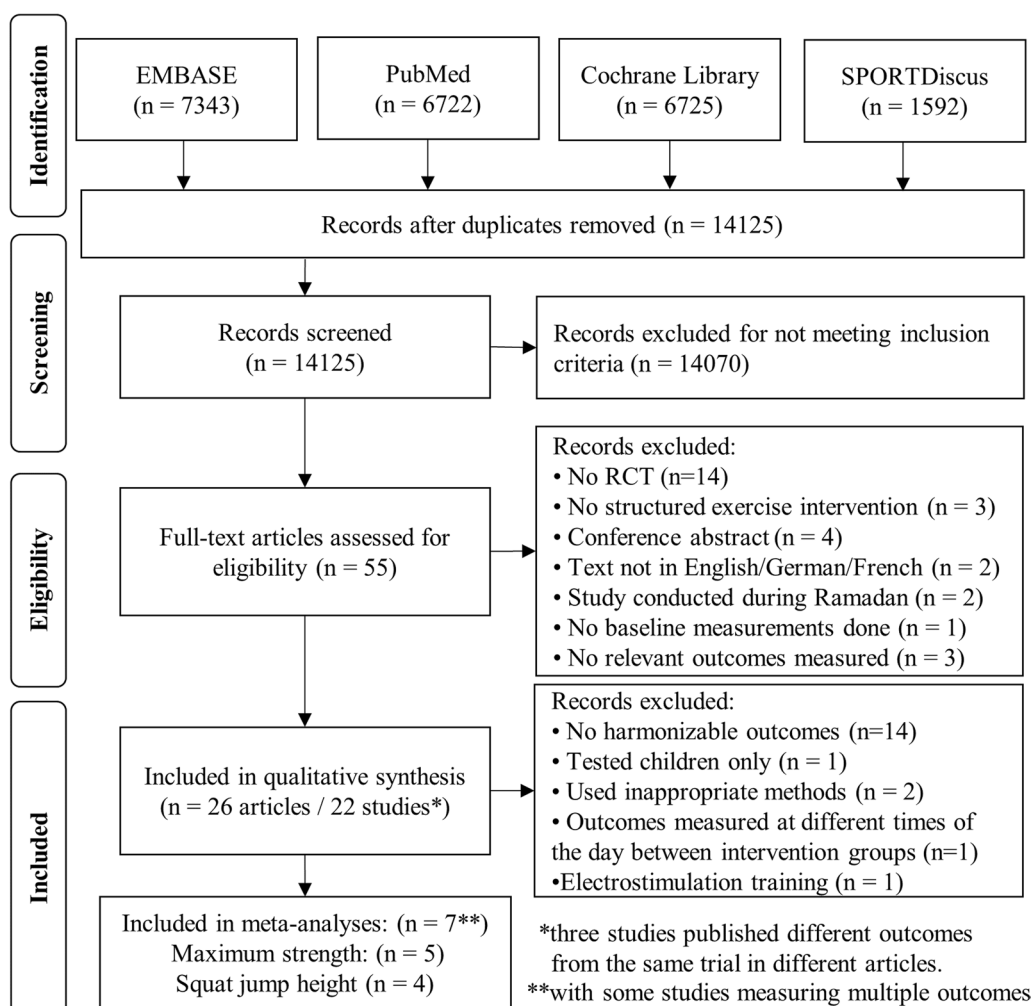 Identification
EMBASE
(n = 7343)
PubMed
(n = 6722)
Cochrane Library
(n = 6725)
SPORTDiscus
(n = 1592)
Records after duplicates removed (n = 14125)
Screening
Records screened
(n = 14125)
Records excluded for not meeting inclusion
criteria (n = 14070)
Eligibility
Full-text articles assessed for
eligibility (n = 55)
Records excluded:
• No RCT (n=14)
• No structured exercise intervention (n = 3)
• Conference abstract (n = 4)
• Text not in English/German/French (n = 2)
• Study conducted during Ramadan (n = 2)
• No baseline measurements done (n = 1)
• No relevant outcomes measured (n = 3)
Included
Included in qualitative synthesis
(n = 26 articles / 22 studies*)
Records excluded:
• No harmonizable outcomes (n=14)
• Tested children only (n = 1)
• Used inappropriate methods (n = 2)
• Outcomes measured at different times of
the day between intervention groups (n=1)
•Electrostimulation training (n = 1)
Included in meta-analyses: (n = 7**)
Maximum strength: (n = 5)
Squat jump height (n = 4)
*three studies published different outcomes
from the same trial in different articles.
**with some studies measuring multiple outcomes